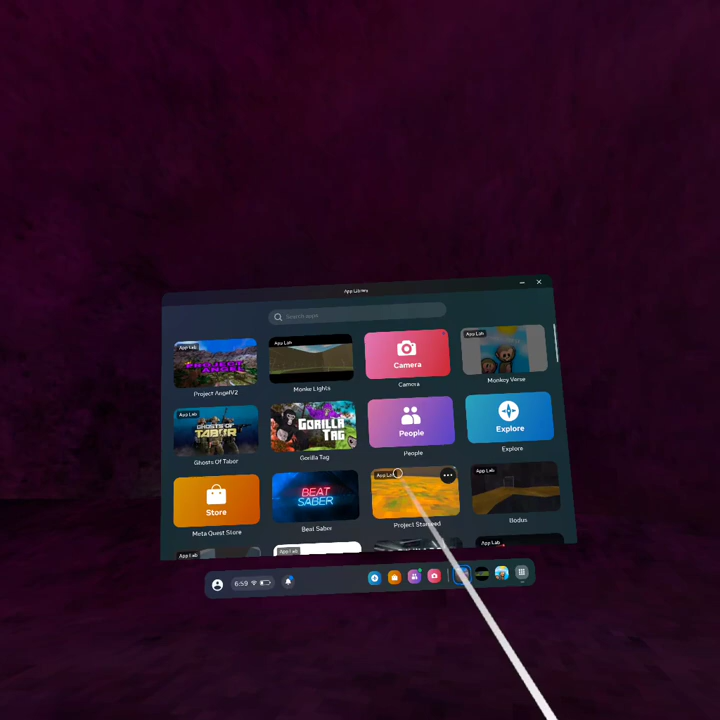 App Library
Search apps
App Lab
PROJECT ANGEL
Project AngelV2
App Lab
Monke Lights
Camera
Camera
App Lab
Monkey Verse
App Lab
GHOSTS OF TABOR
Ghosts Of Tabor
GORILLA TAG
Gorilla Tag
People
People
Explore
Explore
Store
Meta Quest Store
BEAT SABER
Beat Saber
App Lab
App Lab
App Lab
App Lab
App Lab
6:59